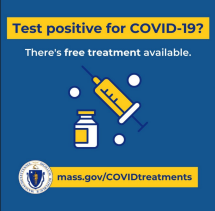 Test positive for COVID-19?
There's free treatment available.
mass.gov/COVIDtreatments